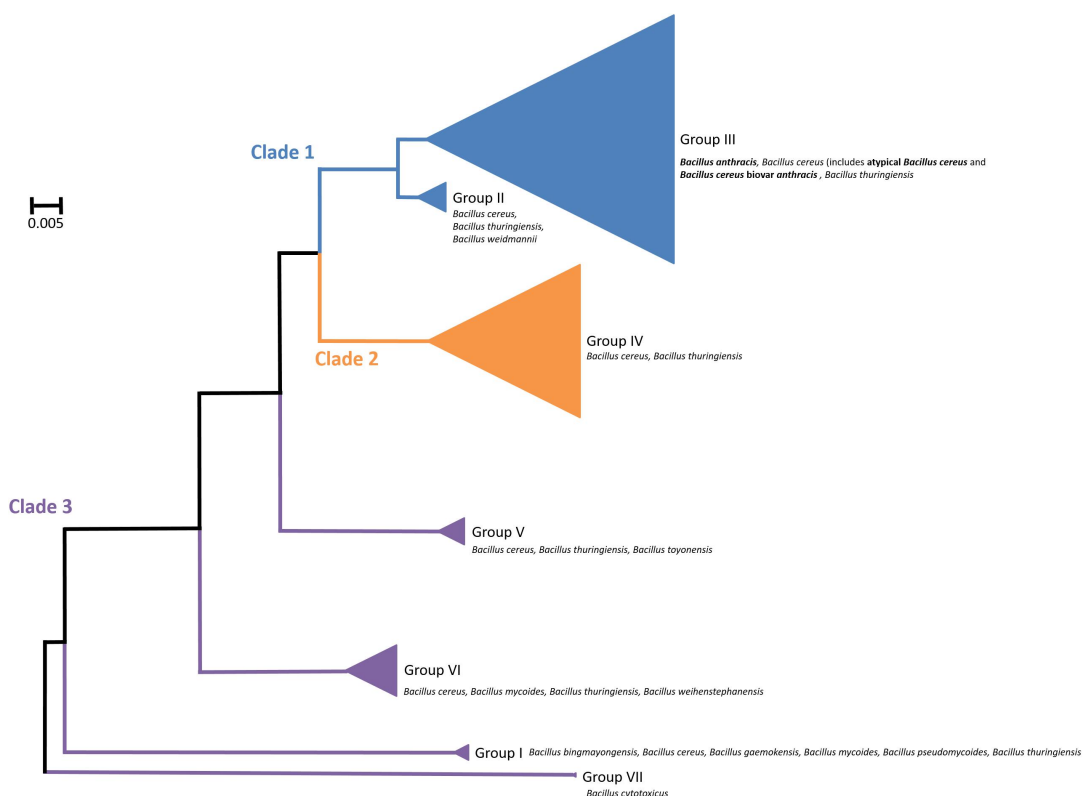 Clade 1
Group III
Bacillus anthracis, Bacillus cereus (includes atypical Bacillus cereus and
Bacillus cereus biovar anthracis , Bacillus thuringiensis
Group II
Bacillus cereus,
Bacillus thuringiensis,
Bacillus weidmannii
0.005
Group IV
Bacillus cereus, Bacillus thuringiensis
Clade 2
Clade 3
Group V
Bacillus cereus, Bacillus thuringiensis, Bacillus toyonensis
Group VI
Bacillus cereus, Bacillus mycoides, Bacillus thuringiensis, Bacillus weihenstephanensis
Group I Bacillus bingmayongensis, Bacillus cereus, Bacillus gaemokensis, Bacillus mycoides, Bacillus pseudomycoides, Bacillus thuringiensis
Group VII
Bacillus cytotoxicus